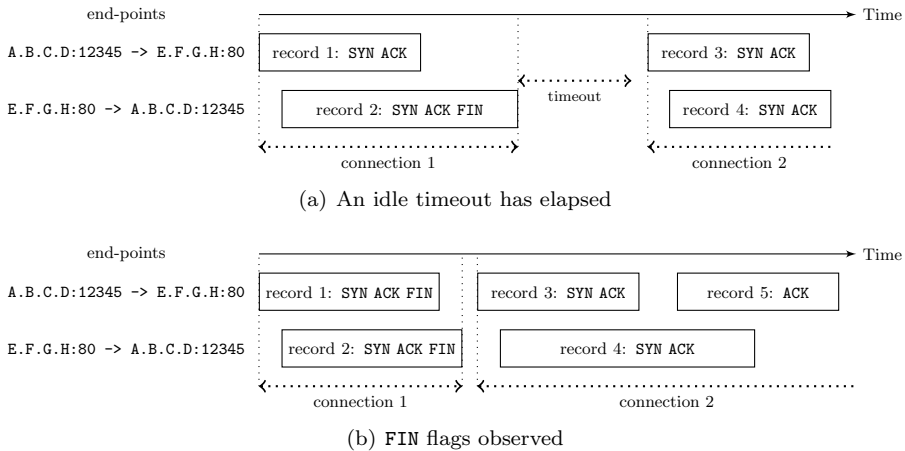 end-points Time
A.B.C.D:12345 -> E.F.G.H:80 record 1: SYN ACK record 3: SYN ACK
timeout
E.F.G.H:80 -> A.B.C.D:12345 record 2: SYN ACK FIN record 4: SYN ACK
connection 1 connection 2
(a) An idle timeout has elapsed
end-points Time
A.B.C.D:12345 -> E.F.G.H:80 record 1: SYN ACK FIN record 3: SYN ACK record 5: ACK
E.F.G.H:80 -> A.B.C.D:12345 record 2: SYN ACK FIN record 4: SYN ACK
connection 1 connection 2
(b) FIN flags observed